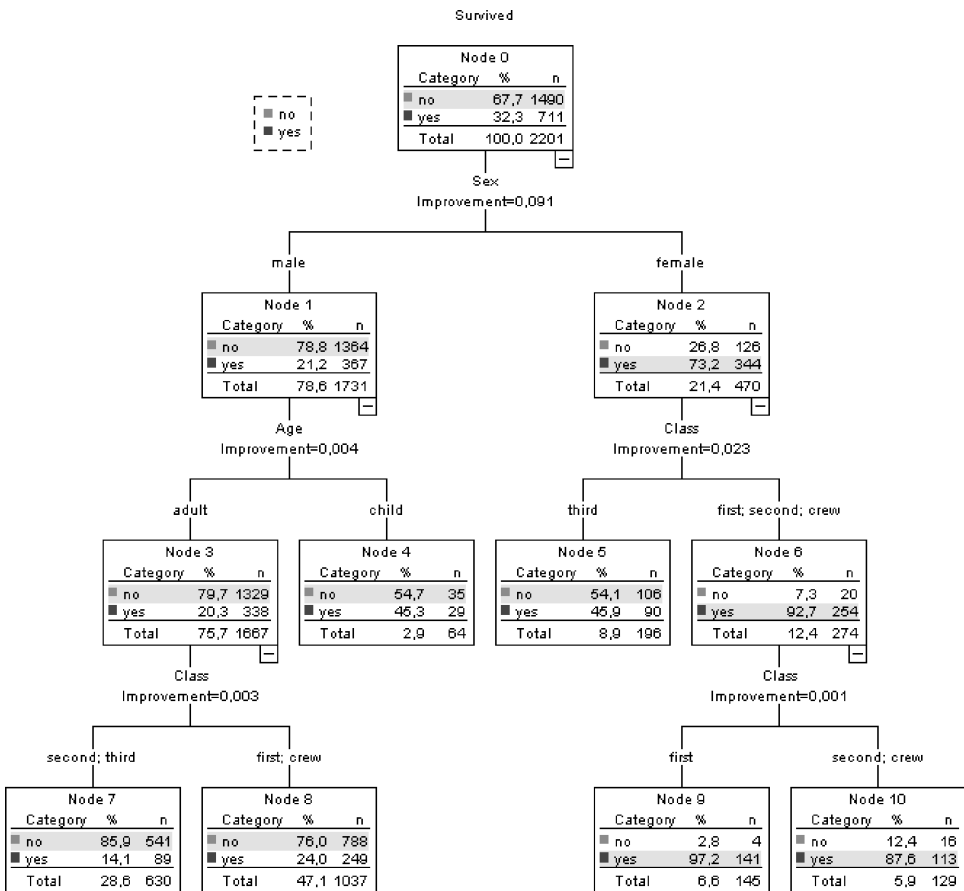 Survived
no
yes
Node 0
Category % n
no 67,7 1490
yes 32,3 711
Total 100,0 2201
Sex
Improvement=0,091
male
female
Node 1
Category % n
no 78,8 1364
yes 21,2 367
Total 78,6 1731
Node 2
Category % n
no 26,8 126
yes 73,2 344
Total 21,4 470
Age
Improvement=0,004
Class
Improvement=0,023
adult
child
third
first; second; crew
Node 3
Category % n
no 79,7 1329
yes 20,3 338
Total 75,7 1667
Node 4
Category % n
no 54,7 35
yes 45,3 29
Total 2,9 64
Node 5
Category % n
no 54,1 106
yes 45,9 90
Total 8,9 196
Node 6
Category % n
no 7,3 20
yes 92,7 254
Total 12,4 274
Class
Improvement=0,003
Class
Improvement=0,001
second; third
first; crew
first
second; crew
Node 7
Category % n
no 85,9 541
yes 14,1 89
Total 28,6 630
Node 8
Category % n
no 76,0 788
yes 24,0 249
Total 47,1 1037
Node 9
Category % n
no 2,8 4
yes 97,2 141
Total 6,6 145
Node 10
Category % n
no 12,4 16
yes 87,6 113
Total 5,9 129